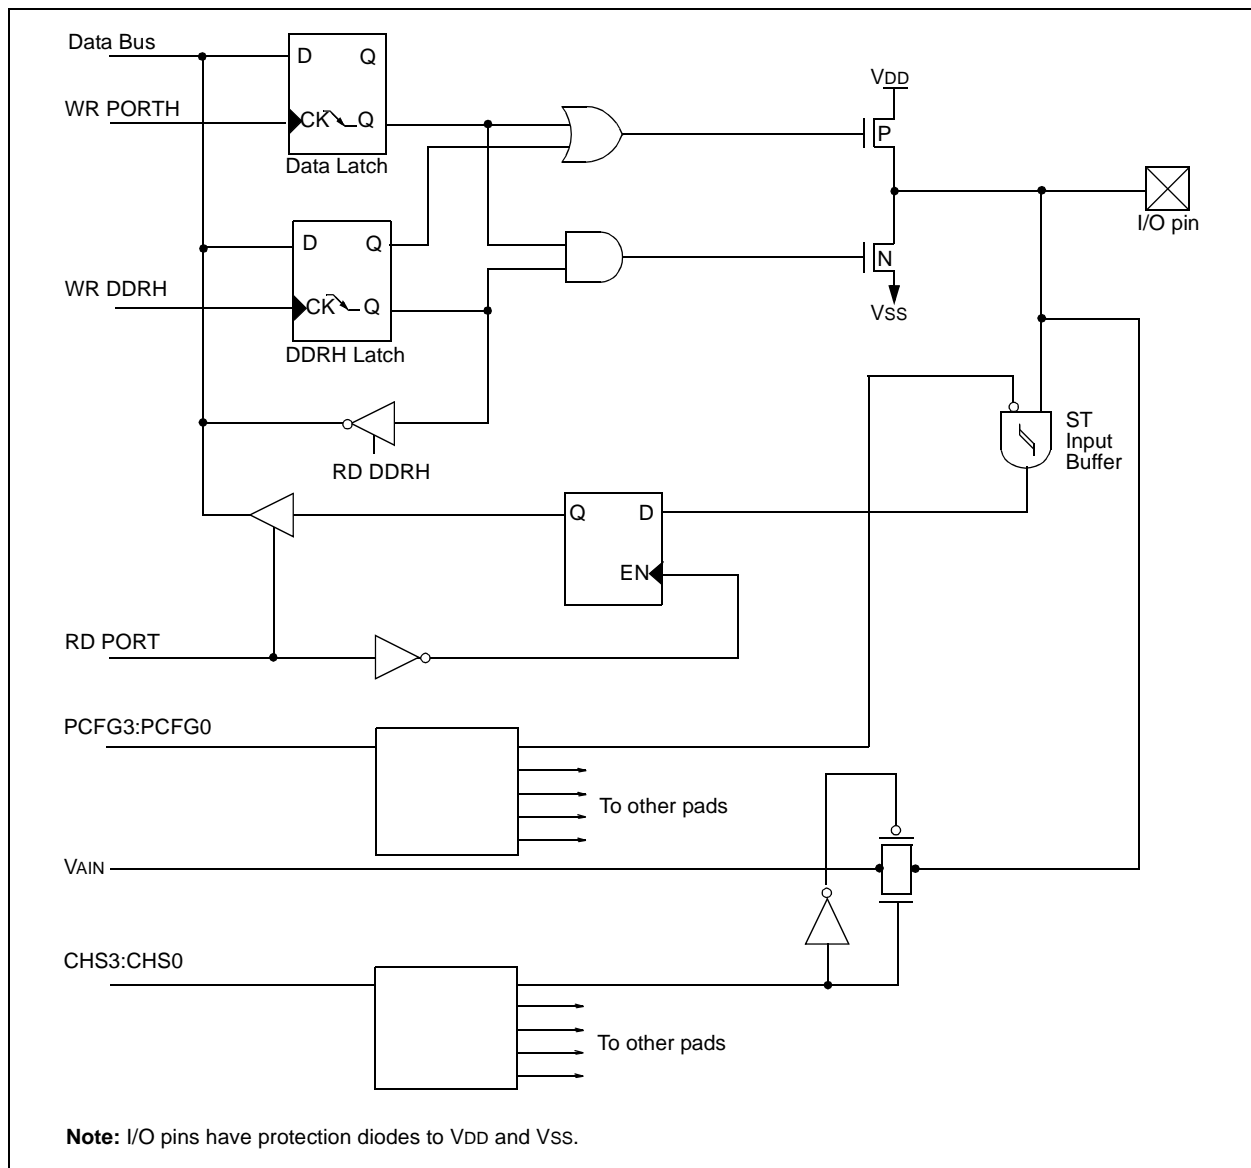 Data Bus
D Q
VDD
WR PORTH
CK Q
P
Data Latch
I/O pin
D Q
N
WR DDRH
CK Q
VSS
DDRH Latch
ST
Input
Buffer
RD DDRH
Q D
EN
RD PORT
PCFG3:PCFG0
To other pads
VAIN
CHS3:CHS0
To other pads
Note: I/O pins have protection diodes to VDD and VSS.